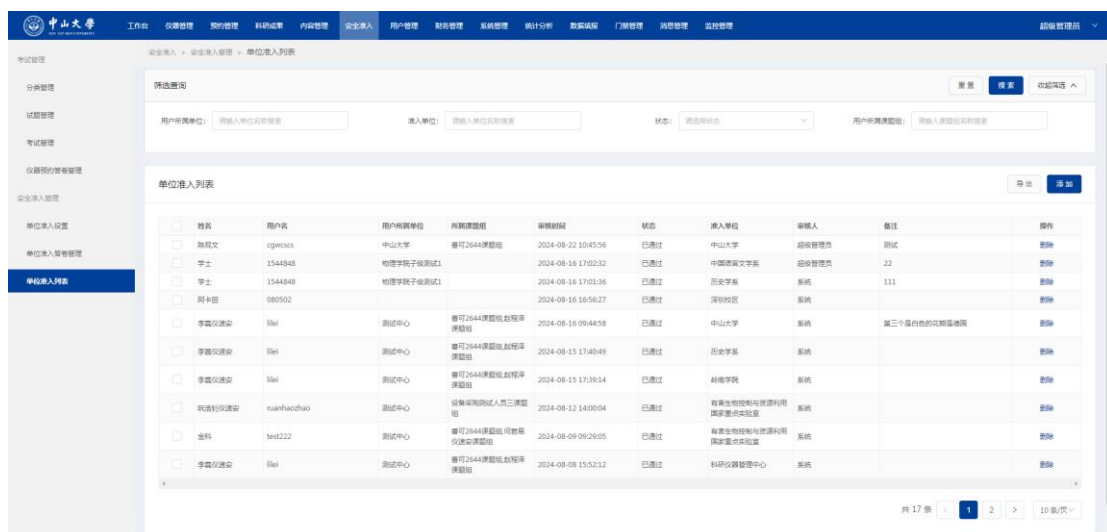 中山大学
工作台 仪器管理 预约管理 科研成果 内容管理 安全准入 用户管理 财务管理 系统管理 统计分析 数据填报 门禁管理 消息管理 监控管理 超级管理员
安全准入 > 安全准入管理 > 单位准入列表
考试管理
分类管理
试题管理
考试管理
仪器预约答卷管理
安全准入管理
单位准入设置
单位准入答卷管理
单位准入列表
筛选查询 重置 搜索 收起筛选
用户所属单位: 请输入单位名称搜索 准入单位: 请输入单位名称搜索 状态: 请选择状态 用户所属课题组: 请输入课题组名称搜索
单位准入列表 导出 添加
姓名 用户名 用户所属单位 所属课题组 审核时间 状态 准入单位 审核人 备注 操作
陈观文 cgwcscs 中山大学 睿可2644课题组 2024-08-22 10:45:56 已通过 中山大学 超级管理员 测试 删除
学士 1544848 物理学院子级测试1 2024-08-16 17:02:32 已通过 中国语言文学系 超级管理员 22 删除
学士 1544848 物理学院子级测试1 2024-08-16 17:01:36 已通过 历史学系 系统 111 删除
阿卡丽 080502 2024-08-16 16:56:27 已通过 深圳校区 系统 删除
李磊仪速安 lilei 测试中心 睿可2644课题组,赵程泽
课题组 2024-08-16 09:44:58 已通过 中山大学 系统 第三个是白色的花瓶是德国 删除
李磊仪速安 lilei 测试中心 睿可2644课题组,赵程泽
课题组 2024-08-15 17:40:49 已通过 历史学系 系统 删除
李磊仪速安 lilei 测试中心 睿可2644课题组,赵程泽
课题组 2024-08-15 17:39:14 已通过 岭南学院 系统 删除
阮浩钊仪速安 ruanhaozhao 测试中心 设备采购测试人员三课题
组 2024-08-12 14:00:04 已通过 有害生物控制与资源利用
国家重点实验室 系统 删除
金科 test222 测试中心 睿可2644课题组,何君易
仪速安课题组 2024-08-09 09:29:05 已通过 有害生物控制与资源利用
国家重点实验室 系统 删除
李磊仪速安 lilei 测试中心 睿可2644课题组,赵程泽
课题组 2024-08-08 15:52:12 已通过 科研仪器管理中心 系统 删除
共 17 条 < 1 2 > 10 条/页